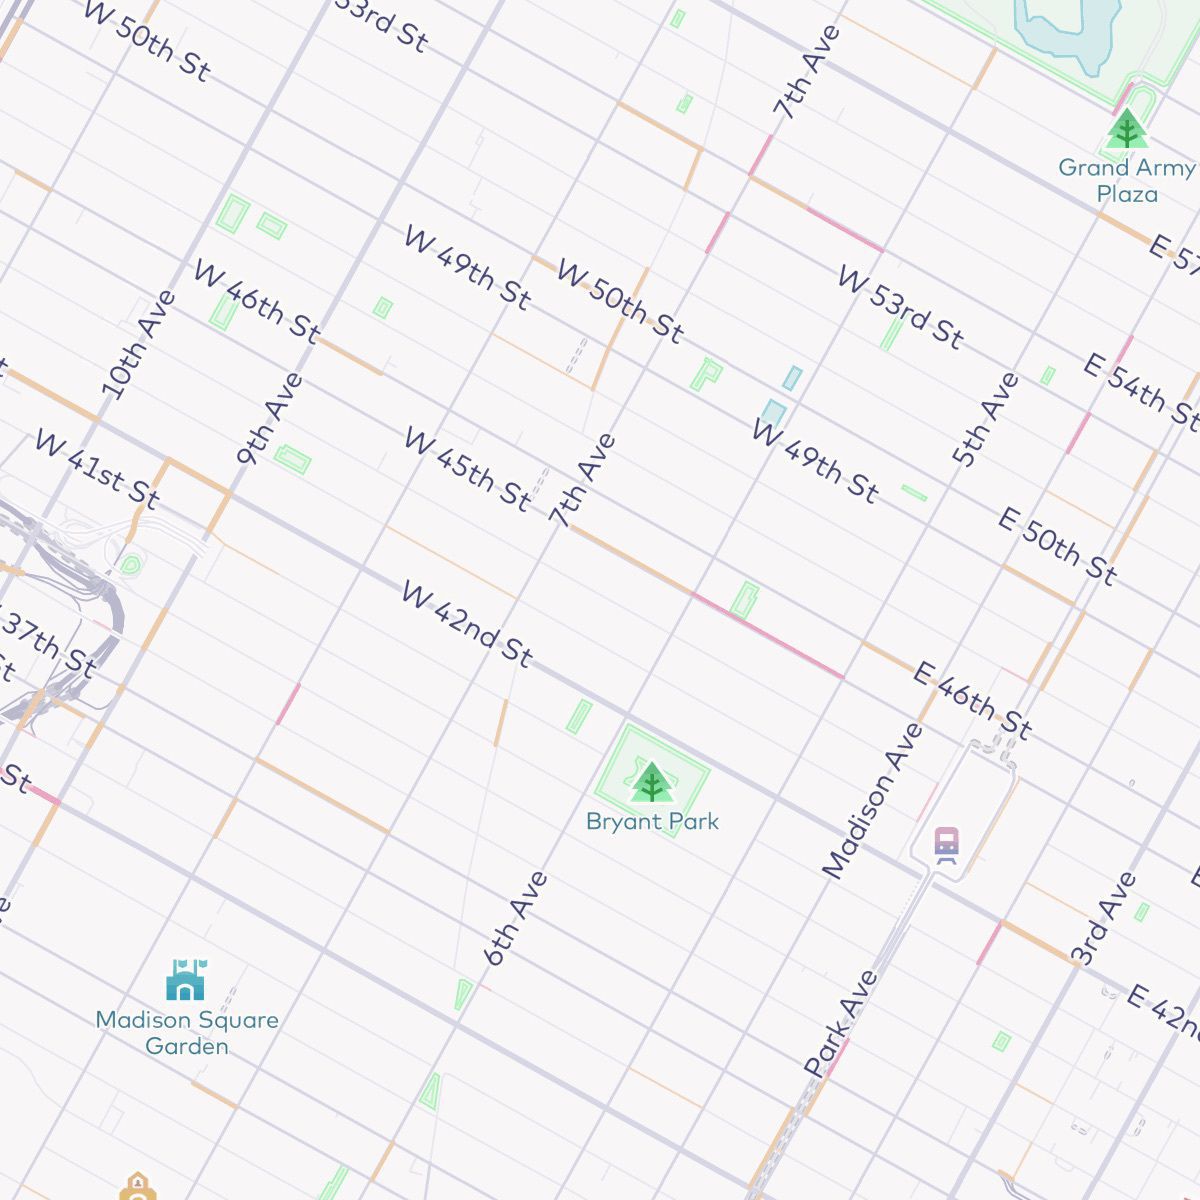 W 50th St
53rd St
7th Ave
Grand Army
Plaza
W 49th St
W 50th St
W 53rd St
E 57
W 46th St
10th Ave
E 54th St
9th Ave
5th Ave
W 41st St
W 45th St
7th Ave
W 49th St
E 50th St
W 42nd St
37th St
St
E 46th St
Madison Ave
St
Bryant Park
6th Ave
3rd Ave
Park Ave
E 42nd
Madison Square
Garden